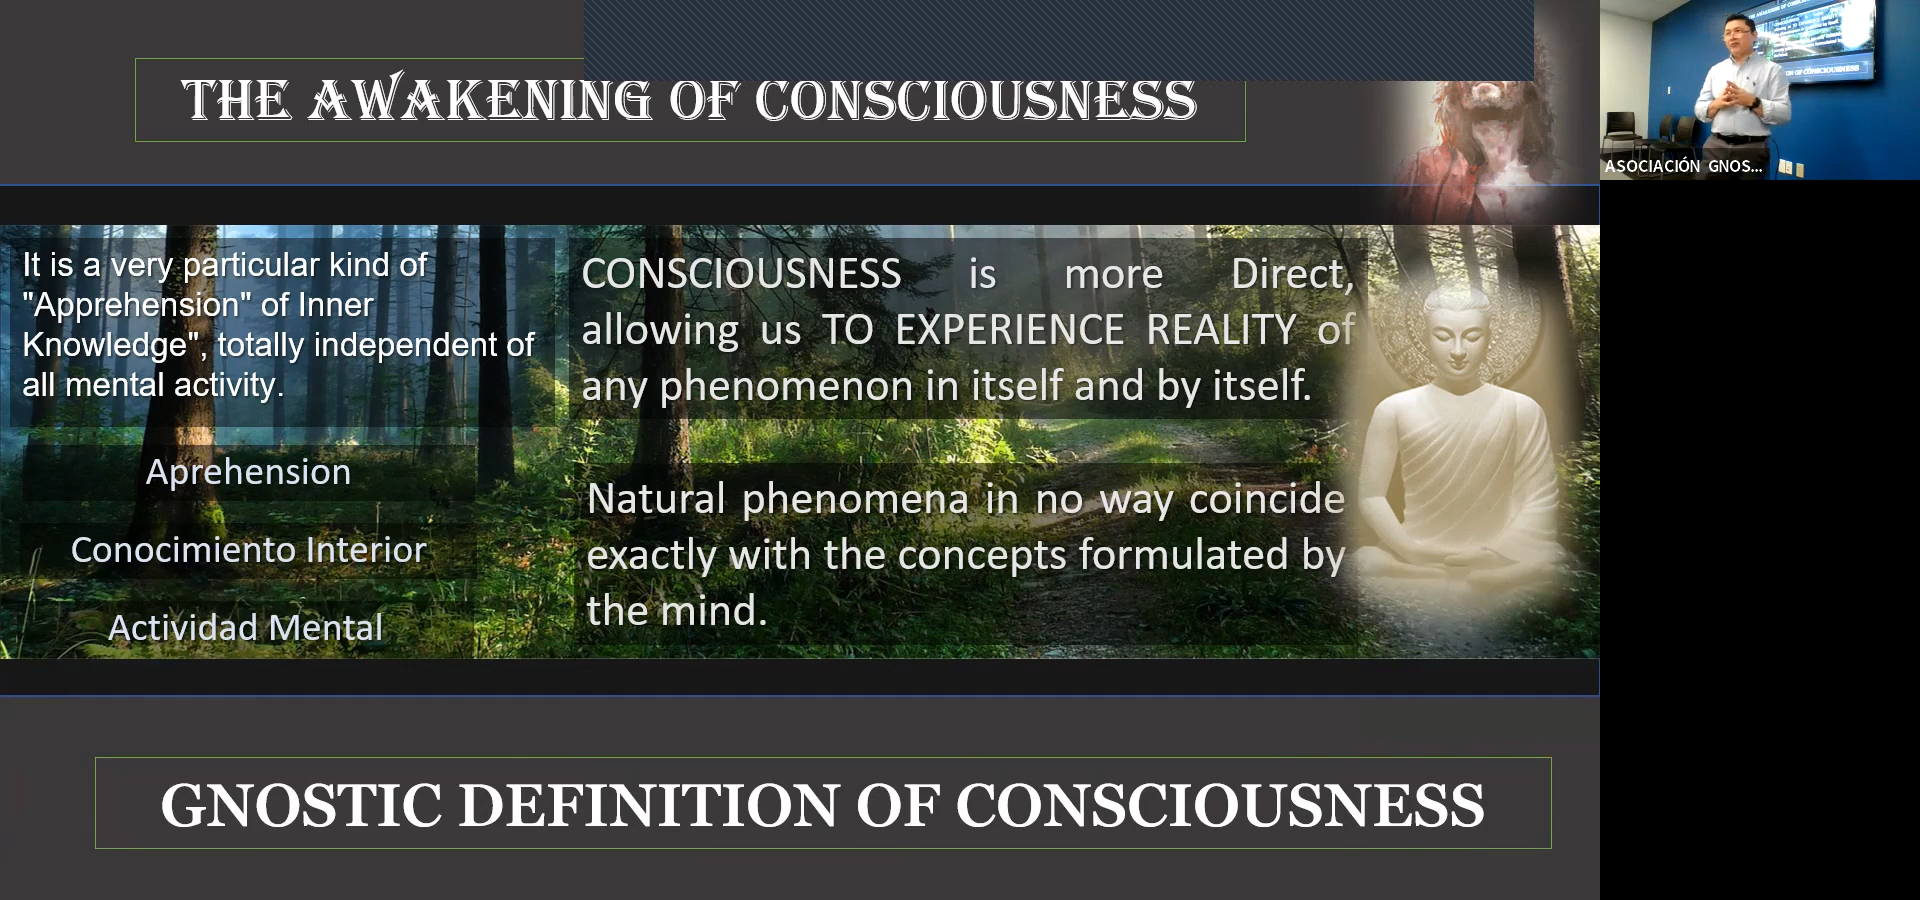 THE AWAKENING OF CONSCIOUSNESS
ASOCIACIÓN GNOS...
It is a very particular kind of
"Apprehension" of Inner
Knowledge", totally independent of
all mental activity.
Aprehension
Conocimiento Interior
Actividad Mental
CONSCIOUSNESS is more Direct,
allowing us TO EXPERIENCE REALITY of
any phenomenon in itself and by itself.
Natural phenomena in no way coincide
exactly with the concepts formulated by
the mind.
GNOSTIC DEFINITION OF CONSCIOUSNESS